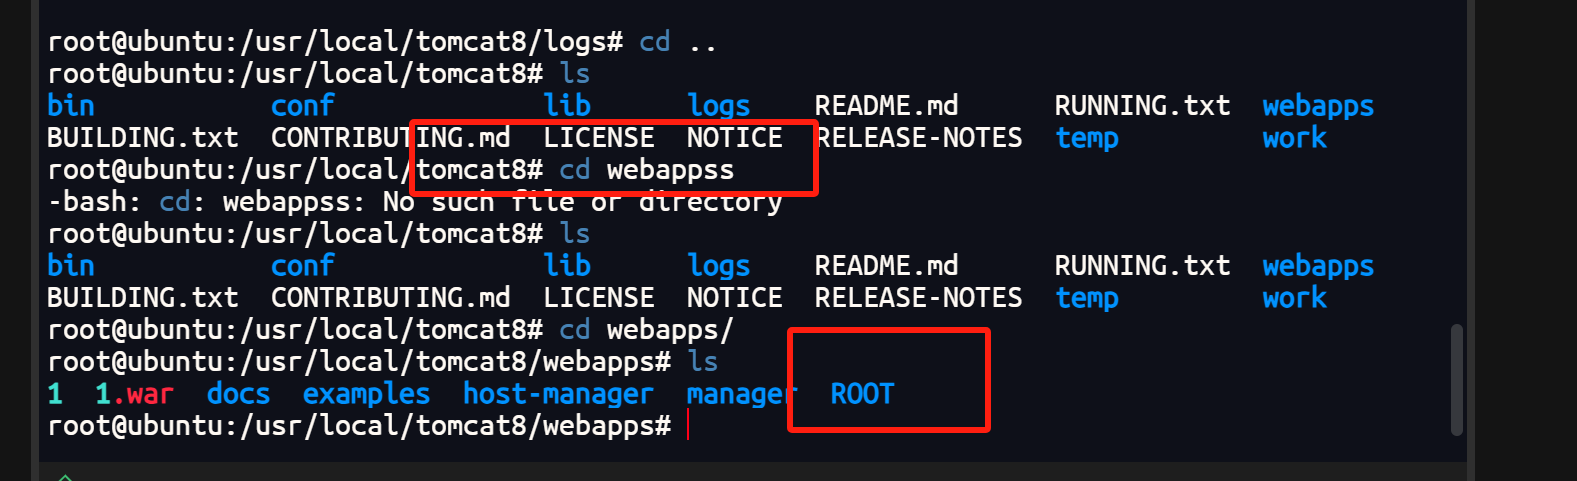 root@ubuntu:/usr/local/tomcat8/logs# cd ..
root@ubuntu:/usr/local/tomcat8# ls
bin conf lib logs README.md RUNNING.txt webapps
BUILDING.txt CONTRIBUTING.md LICENSE NOTICE RELEASE-NOTES temp work
root@ubuntu:/usr/local/tomcat8# cd webappss
-bash: cd: webappss: No such file or directory
root@ubuntu:/usr/local/tomcat8# ls
bin conf lib logs README.md RUNNING.txt webapps
BUILDING.txt CONTRIBUTING.md LICENSE NOTICE RELEASE-NOTES temp work
root@ubuntu:/usr/local/tomcat8# cd webapps/
root@ubuntu:/usr/local/tomcat8/webapps# ls
1 1.war docs examples host-manager manager ROOT
root@ubuntu:/usr/local/tomcat8/webapps#